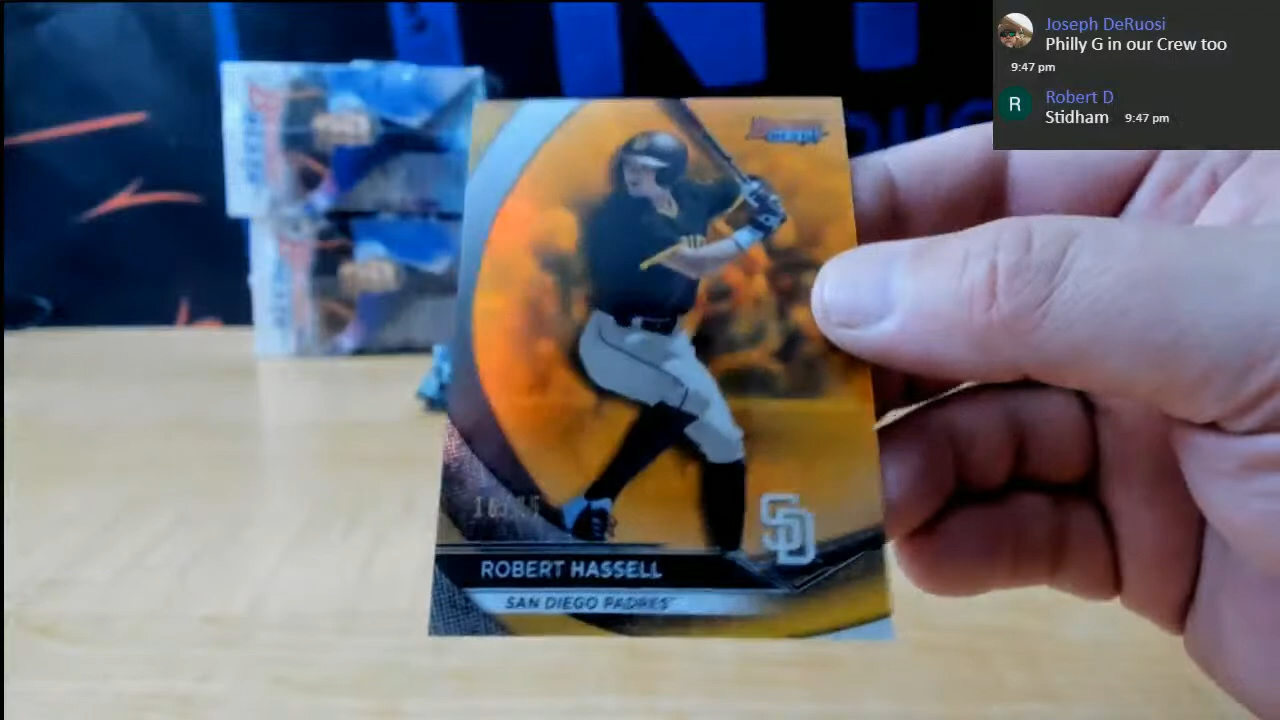 Joseph DeRuosi
Philly G in our Crew too
9:47 pm
R
Robert D
Stidham 9:47 pm
SD
ROBERT HASSELL
SAN DIEGO PADRES